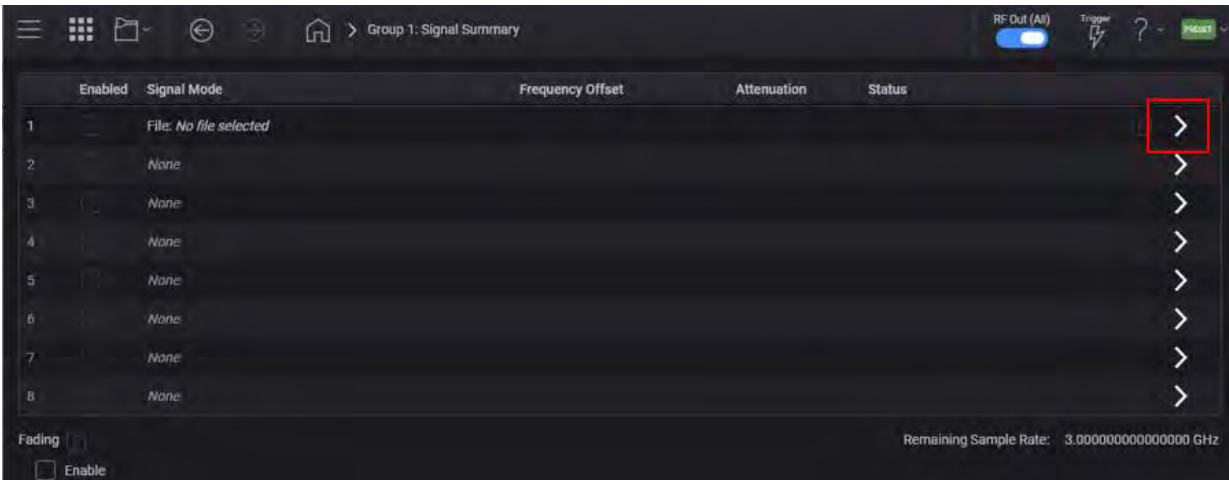 Group 1: Signal Summary RF Out (All) Trigger ? PRESET
Enabled Signal Mode Frequency Offset Attenuation Status
1 File: No file selected
2 None
3 None
4 None
5 None
6 None
7 None
8 None
Fading Remaining Sample Rate: 3.000000000000000 GHz
Enable